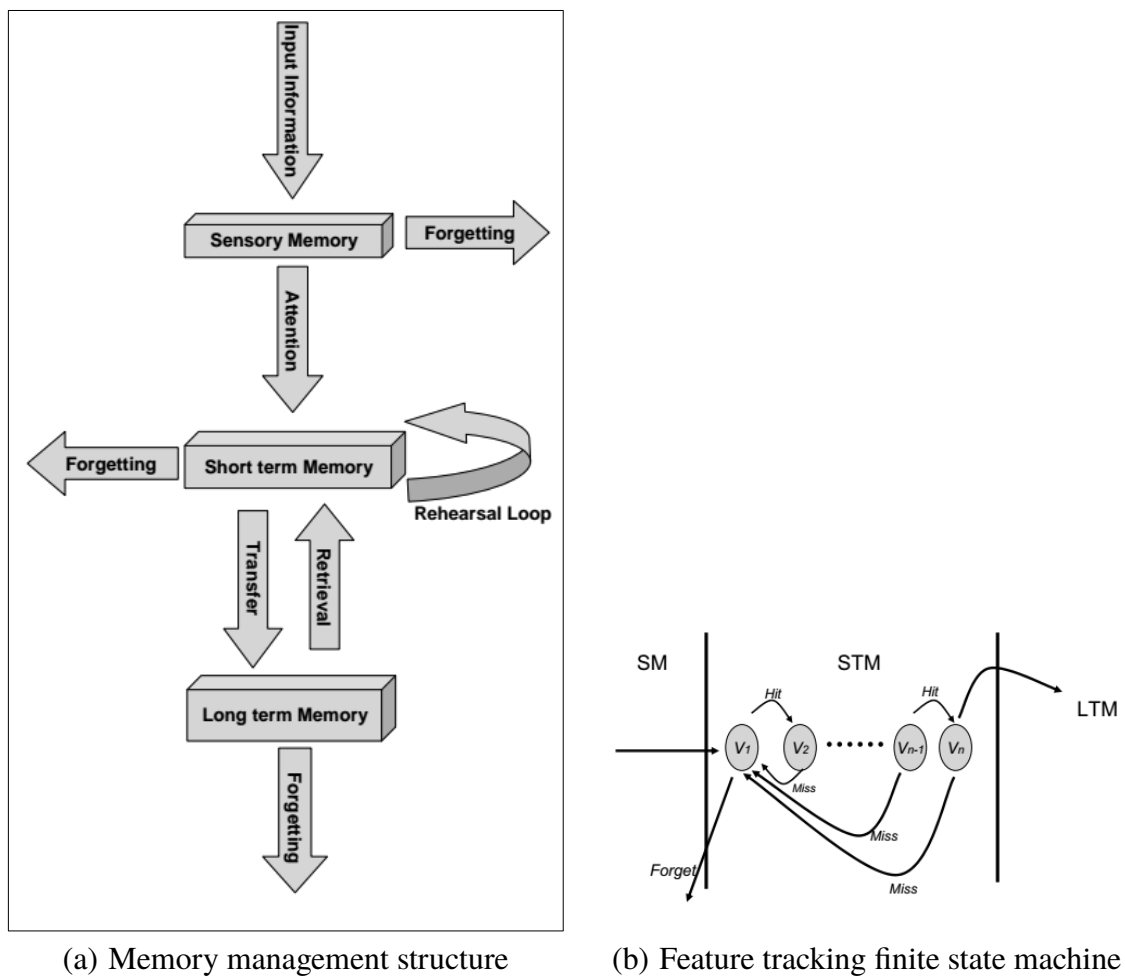 Input Information
Sensory Memory
Forgetting
Attention
Forgetting
Short term Memory
Rehearsal Loop
Transfer
Retrieval
Long term Memory
Forgetting
(a) Memory management structure
SM
STM
LTM
Hit
Hit
V1
V2
Vn-1
Vn
Miss
Miss
Miss
Forget
(b) Feature tracking finite state machine